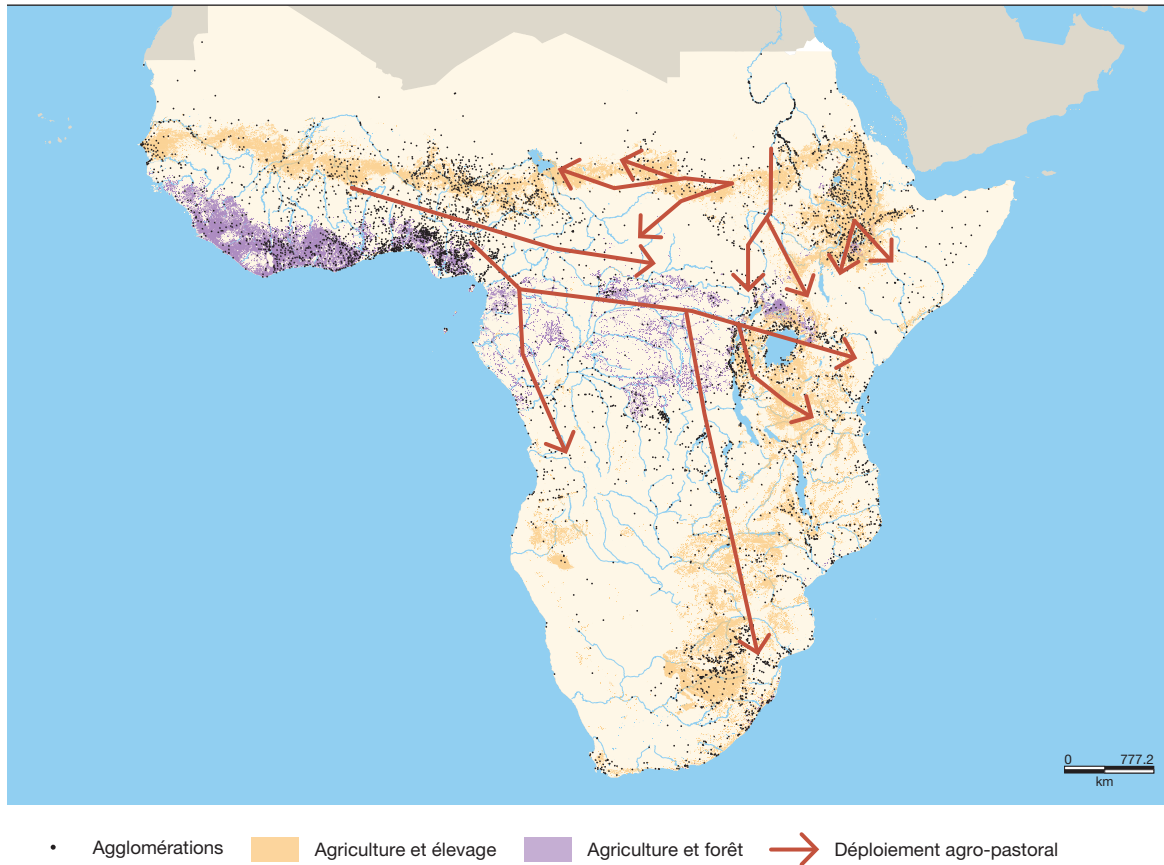 0 777.2
km
Agglomérations Agriculture et élevage Agriculture et forêt Déploiement agro-pastoral